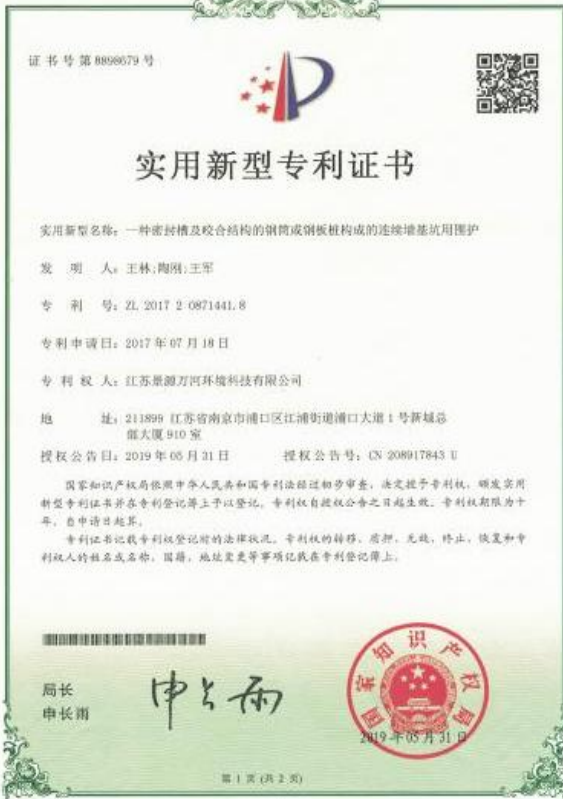 证书号第8898679号
实用新型专利证书
实用新型名称：一种密封槽及咬合结构的钢筒或钢板桩构成的连续墙基坑用围护
发明人：王林;陶刚;王军
专利号：ZL 2017 2 0871441.8
专利申请日：2017年07月18日
专利权人：江苏景源万河环境科技有限公司
地址：211899 江苏省南京市浦口区江浦街道浦口大道1号新城总
部大厦910室
授权公告日：2019年05月31日 授权公告号：CN 208917843 U
国家知识产权局依照中华人民共和国专利法经过初步审查，决定授予专利权，颁发实用
新型专利证书并在专利登记簿上予以登记。专利权自授权公告之日起生效。专利权期限为十
年，自申请日起算。
专利证书记载专利权登记时的法律状况。专利权的转移、质押、无效、终止、恢复和专
利权人的姓名或名称、国籍、地址变更等事项记载在专利登记簿上。
局长
申长雨
申长雨
国家知识产权局
2019年05月31日
第1页(共2页)